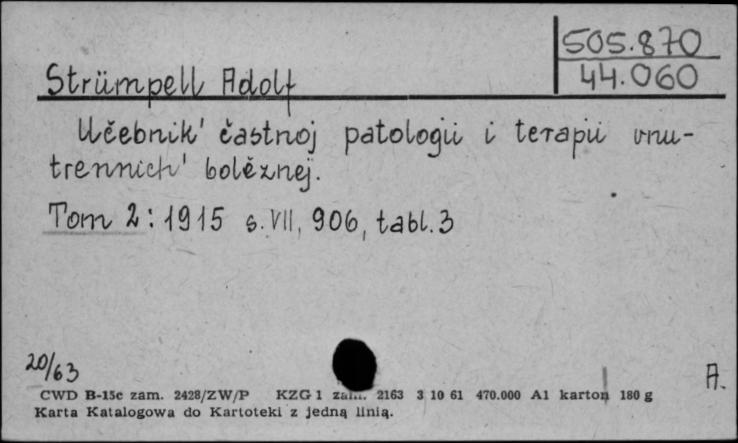 505.870
44.060
Strümpell Adolf
Učebnik' častnoj patologii i terapii vnu-
trennich' bolěznej.
Tom 2 : 1915 s. VII, 906, tabl. 3
20/63
A.
CWD B-15c zam. 2428/ZW/P KZG 1 zam. 2163 3 10 61 470.000 A1 karton 180 g
Karta Katalogowa do Kartoteki z jedną linią.